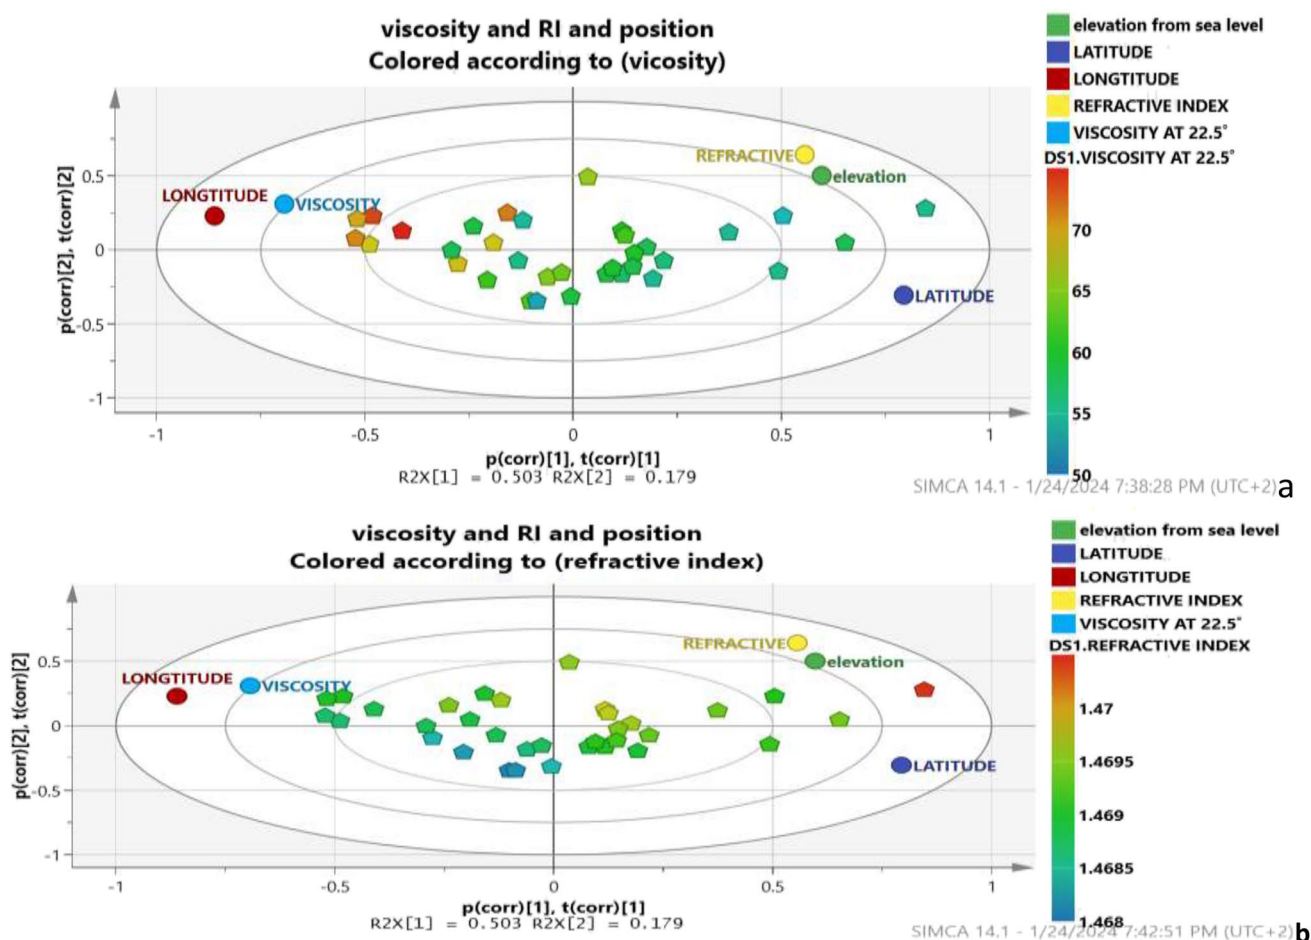 viscosity and RI and position
Colored according to (vicosity)
elevation from sea level
LATITUDE
LONGTITUDE
REFRACTIVE INDEX
VISCOSITY AT 22.5°
DS1.VISCOSITY AT 22.5°
70
65
60
55
50
p(corr)[2], t(corr)[2]
0.5
0
-0.5
-1
LONGTITUDE
VISCOSITY
REFRACTIVE
elevation
LATITUDE
-1
-0.5
0
0.5
1
p(corr)[1], t(corr)[1]
R2X[1] = 0.503 R2X[2] = 0.179
SIMCA 14.1 - 1/24/2024 7:38:28 PM (UTC+2)
a
viscosity and RI and position
Colored according to (refractive index)
elevation from sea level
LATITUDE
LONGTITUDE
REFRACTIVE INDEX
VISCOSITY AT 22.5°
DS1.REFRACTIVE INDEX
1.47
1.4695
1.469
1.4685
1.468
p(corr)[2], t(corr)[2]
0.5
0
-0.5
-1
LONGTITUDE
VISCOSITY
REFRACTIVE
elevation
LATITUDE
-1
-0.5
0
0.5
1
p(corr)[1], t(corr)[1]
R2X[1] = 0.503 R2X[2] = 0.179
SIMCA 14.1 - 1/24/2024 7:42:51 PM (UTC+2)
b